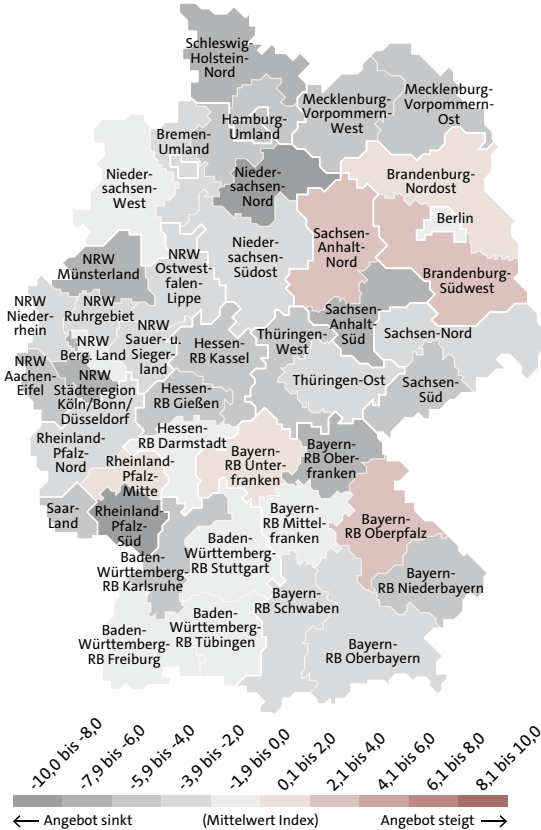 Schleswig-
Holstein-
Nord
Mecklenburg-
Vorpommern-
Ost
Mecklenburg-
Vorpommern-
West
Hamburg-
Umland
Bremen-
Umland
Nieder-
sachsen-
West
Nieder-
sachsen-
Nord
Brandenburg-
Nordost
Berlin
Sachsen-
Anhalt-
Nord
Nieder-
sachsen-
Südost
NRW
Münsterland
NRW
Ostwest-
falen-
Lippe
Brandenburg-
Südwest
NRW
Nieder-
rhein
NRW
Ruhrgebiet
NRW
Sauer- u.
Sieger-
land
Sachsen-
Anhalt-
Süd
Sachsen-Nord
Thüringen-
West
Hessen-
RB Kassel
NRW
Berg. Land
NRW
Aachen-
Eifel
NRW
Städteregion
Köln/Bonn/
Düsseldorf
Thüringen-Ost
Sachsen-
Süd
Hessen-
RB Gießen
Hessen-
RB Darmstadt
Rheinland-
Pfalz-
Nord
Rheinland-
Pfalz-
Mitte
Bayern-
RB Unter-
franken
Bayern-
RB Ober-
franken
Saar-
Land
Rheinland-
Pfalz-
Süd
Bayern-
RB Mittel-
franken
Bayern-
RB Oberpfalz
Baden-
Württemberg-
RB Stuttgart
Baden-
Württemberg-
RB Karlsruhe
Bayern-
RB Niederbayern
Bayern-
RB Schwaben
Baden-
Württemberg-
RB Tübingen
Baden-
Württemberg-
RB Freiburg
Bayern-
RB Oberbayern
-10,0 bis -8,0
-7,9 bis -6,0
-5,9 bis -4,0
-3,9 bis -2,0
-1,9 bis 0,0
0,1 bis 2,0
2,1 bis 4,0
4,1 bis 6,0
6,1 bis 8,0
8,1 bis 10,0
← Angebot sinkt
(Mittelwert Index)
Angebot steigt →